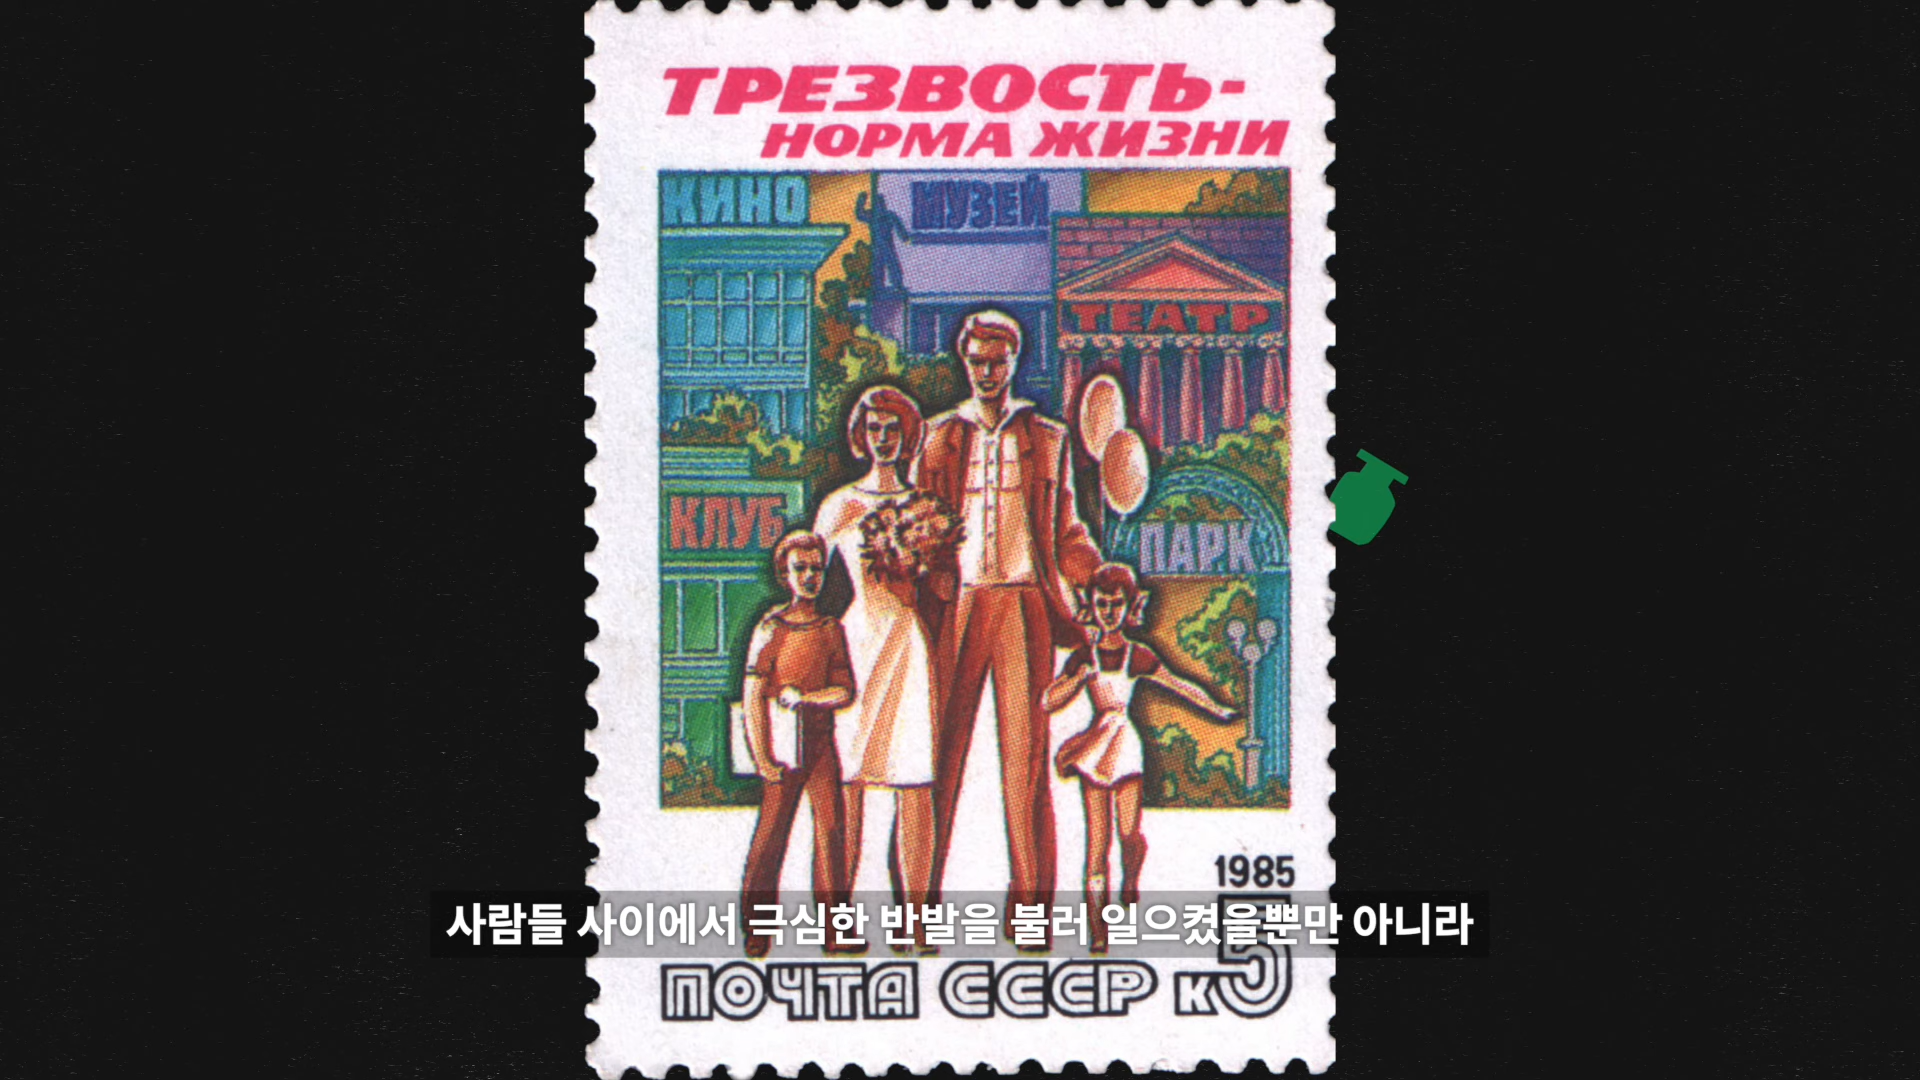 ТРЕЗВОСТЬ-
НОРМА ЖИЗНИ
КИНО
МУЗЕЙ
ТЕАТР
КЛУБ
ПАРК
1985
사람들 사이에서 극심한 반발을 불러 일으켰을뿐만 아니라
ПОЧТА СССР к5